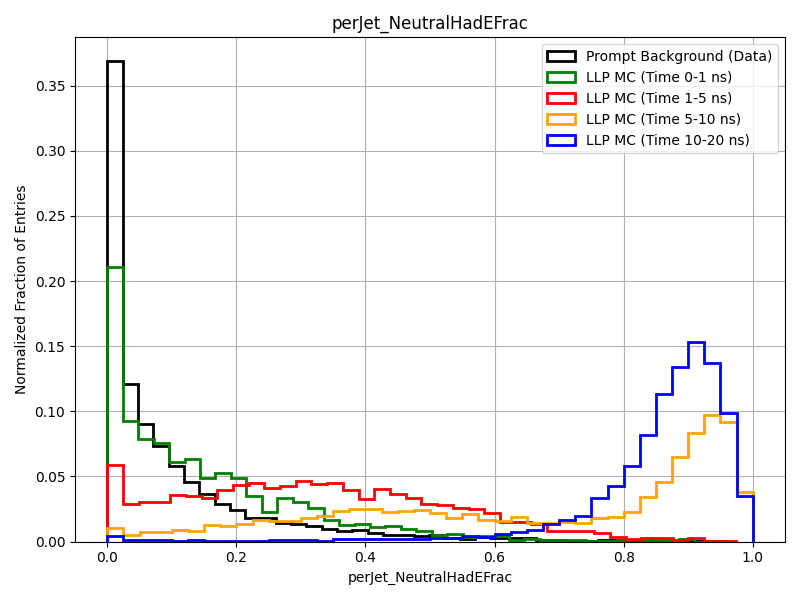 perJet_NeutralHadEFrac
Prompt Background (Data)
LLP MC (Time 0-1 ns)
LLP MC (Time 1-5 ns)
LLP MC (Time 5-10 ns)
LLP MC (Time 10-20 ns)
Normalized Fraction of Entries
0.35
0.30
0.25
0.20
0.15
0.10
0.05
0.00
0.0 0.2 0.4 0.6 0.8 1.0
perJet_NeutralHadEFrac